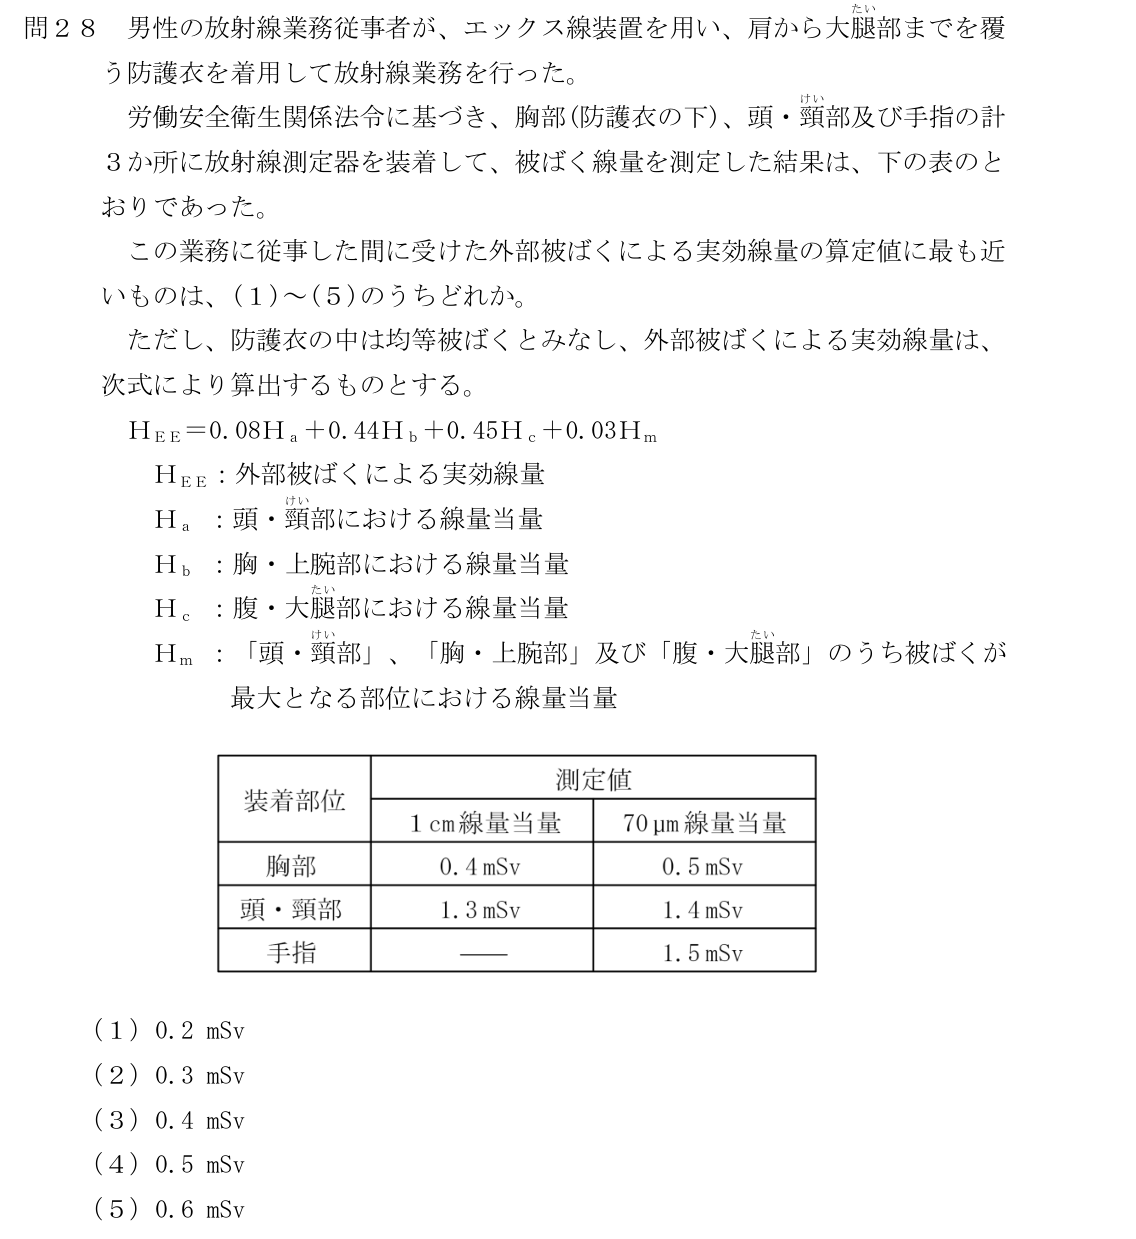 問２８　男性の放射線業務従事者が、エックス線装置を用い、肩から大腿たい部までを覆
う防護衣を着用して放射線業務を行った。
労働安全衛生関係法令に基づき、胸部(防護衣の下)、頭・頸けい部及び手指の計
３か所に放射線測定器を装着して、被ばく線量を測定した結果は、下の表のと
おりであった。
この業務に従事した間に受けた外部被ばくによる実効線量の算定値に最も近
いものは、(１)～(５)のうちどれか。
ただし、防護衣の中は均等被ばくとみなし、外部被ばくによる実効線量は、
次式により算出するものとする。
ＨＥＥ＝0.08Ｈａ＋0.44Ｈｂ＋0.45Ｈｃ＋0.03Ｈｍ
ＨＥＥ：外部被ばくによる実効線量
Ｈａ ：頭・頸けい部における線量当量
Ｈｂ ：胸・上腕部における線量当量
Ｈｃ ：腹・大腿たい部における線量当量
Ｈｍ ：「頭・頸けい部」、「胸・上腕部」及び「腹・大腿たい部」のうち被ばくが
最大となる部位における線量当量
装着部位 測定値
１cm線量当量 70μm線量当量
胸部 0.4mSv 0.5mSv
頭・頸部 1.3mSv 1.4mSv
手指 —— 1.5mSv
(１) 0.2 mSv
(２) 0.3 mSv
(３) 0.4 mSv
(４) 0.5 mSv
(５) 0.6 mSv